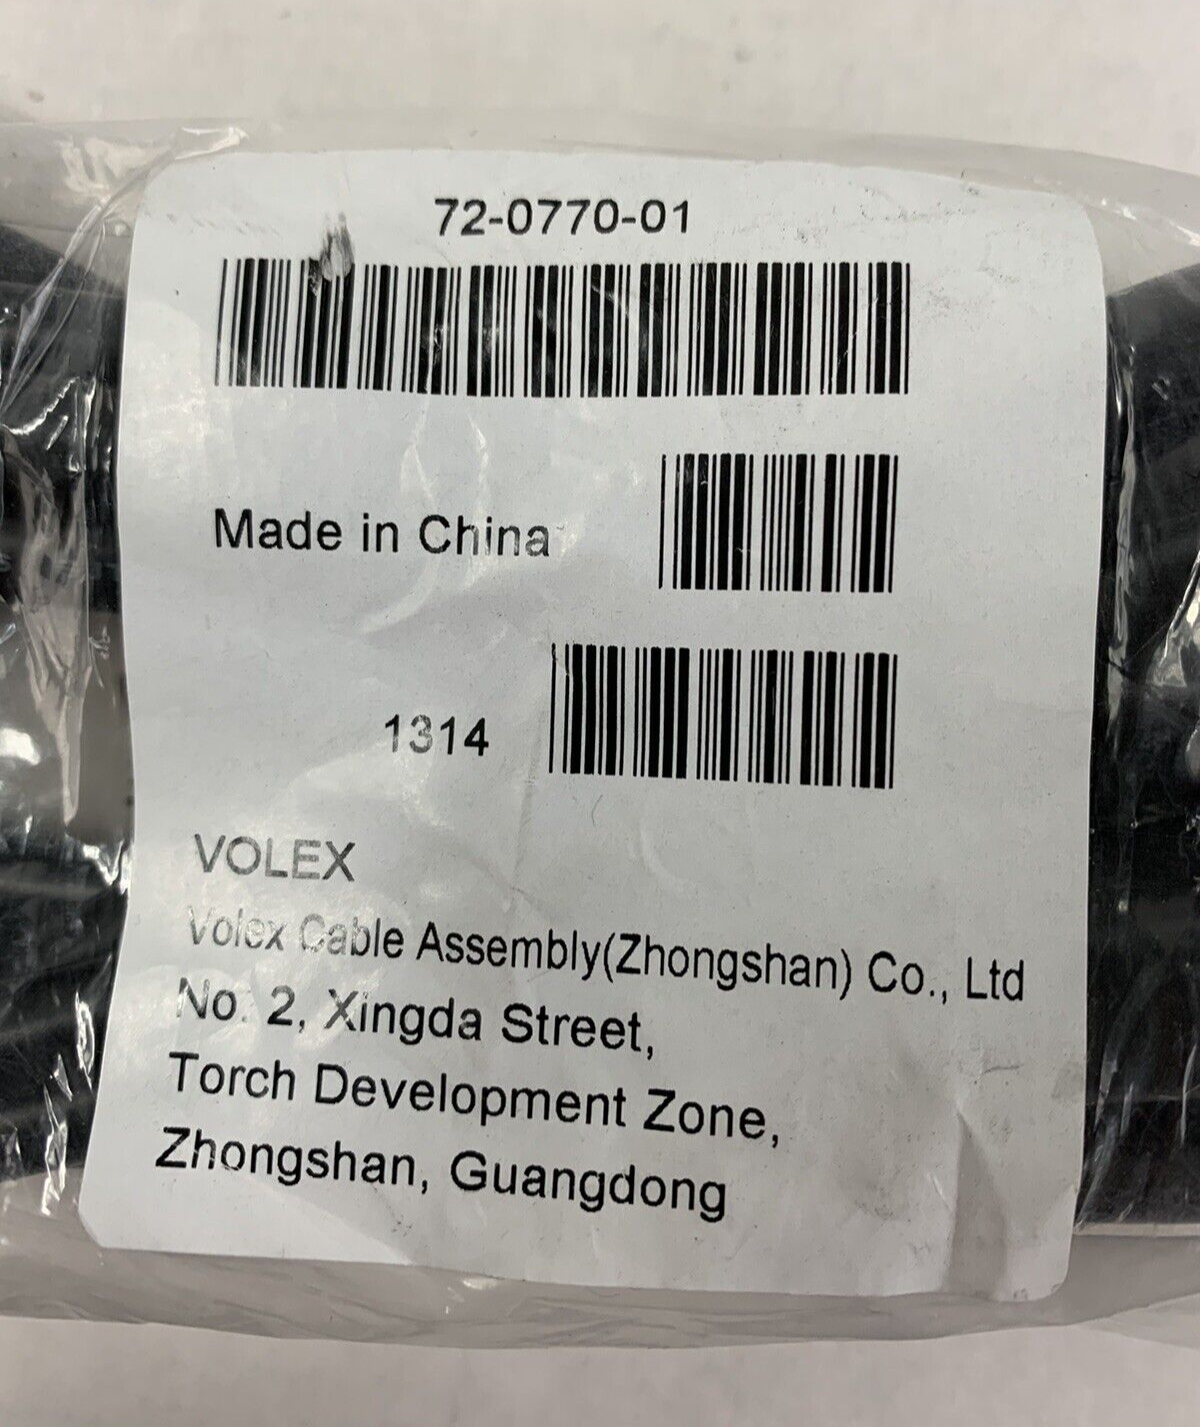 72-0770-01
Made in China
1314
VOLEX
Volex Cable Assembly(Zhongshan) Co., Ltd
No. 2, Xingda Street,
Torch Development Zone,
Zhongshan, Guangdong